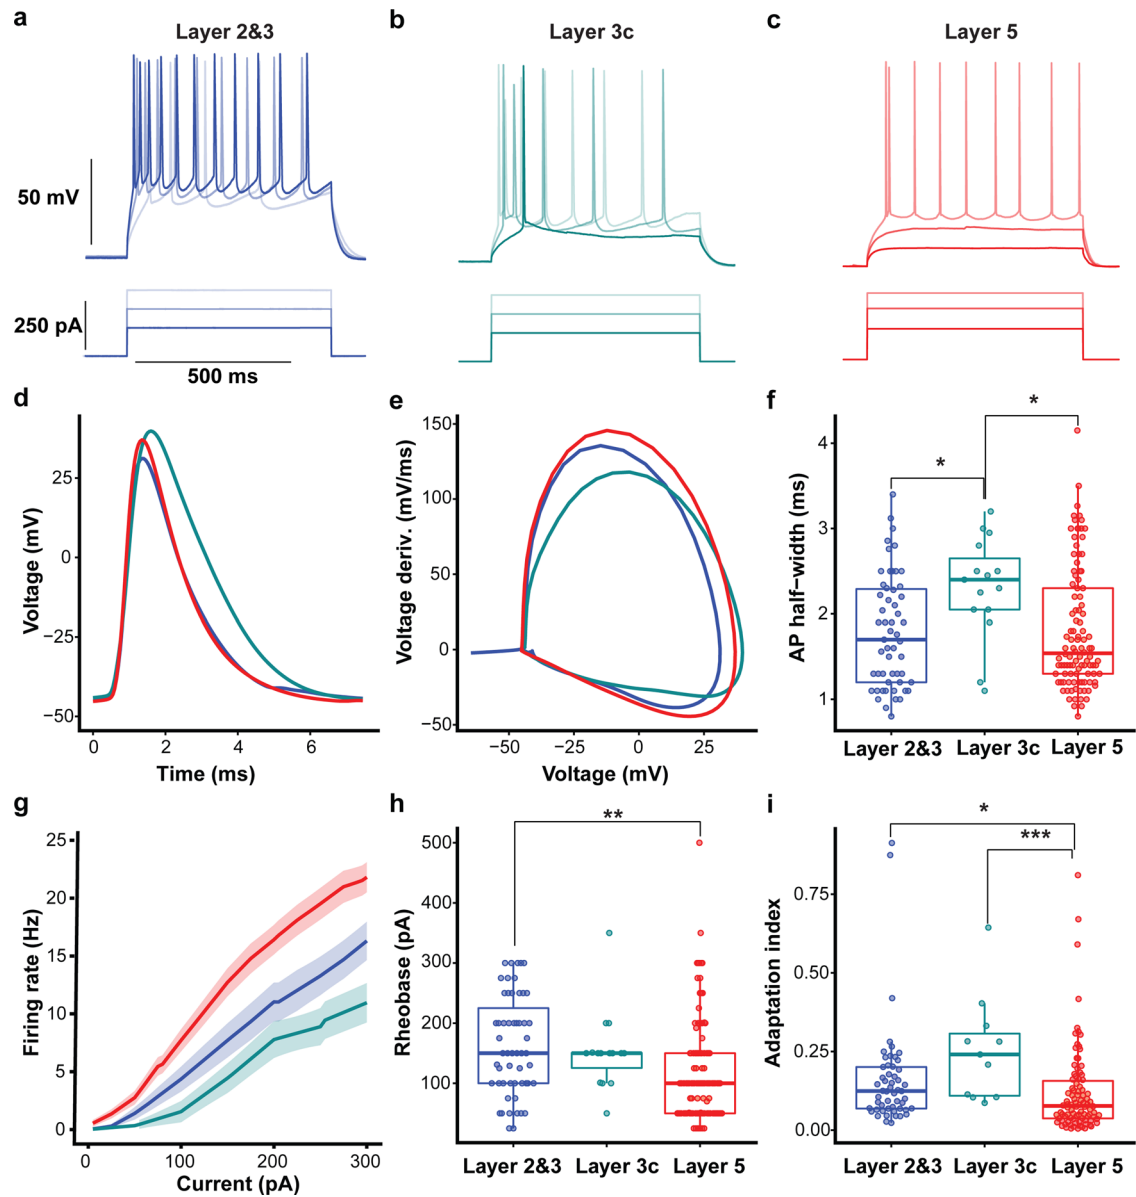 a
Layer 2&3
50 mV
250 pA
500 ms
b
Layer 3c
c
Layer 5
d
Voltage (mV)
25
0
−25
−50
0
2
4
6
Time (ms)
e
Voltage deriv. (mV/ms)
150
100
50
0
−50
−50
−25
0
25
Voltage (mV)
f
AP half−width (ms)
4
3
2
1
*
*
Layer 2&3
Layer 3c
Layer 5
g
Firing rate (Hz)
25
20
15
10
5
0
0
100
200
300
Current (pA)
h
Rheobase (pA)
500
400
300
200
100
**
Layer 2&3
Layer 3c
Layer 5
i
Adaptation index
0.75
0.50
0.25
0.00
*
***
Layer 2&3
Layer 3c
Layer 5